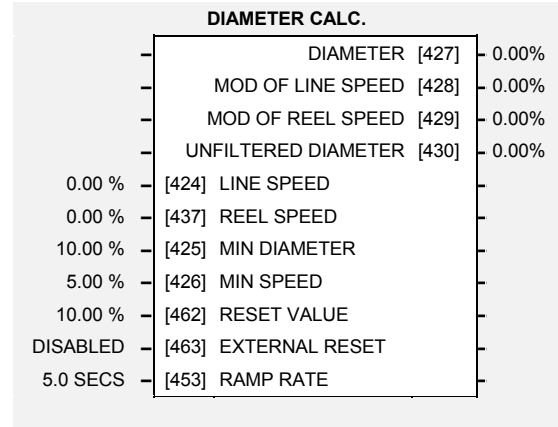 DIAMETER CALC.
DIAMETER [427] – 0.00%
MOD OF LINE SPEED [428] – 0.00%
MOD OF REEL SPEED [429] – 0.00%
UNFILTERED DIAMETER [430] – 0.00%
0.00 % – [424] LINE SPEED
0.00 % – [437] REEL SPEED
10.00 % – [425] MIN DIAMETER
5.00 % – [426] MIN SPEED
10.00 % – [462] RESET VALUE
DISABLED – [463] EXTERNAL RESET
5.0 SECS – [453] RAMP RATE